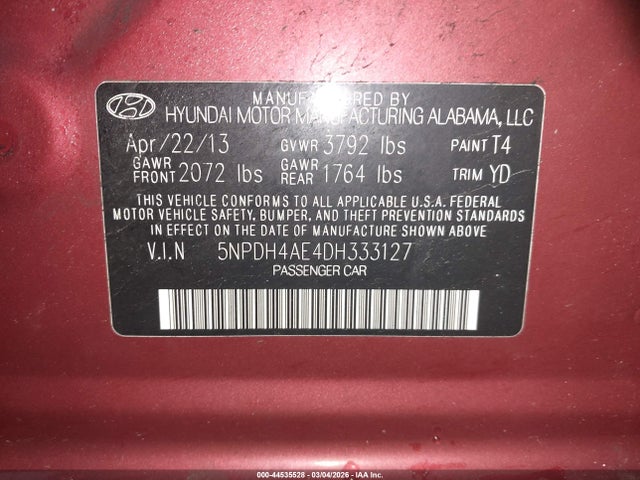 MANUFACTURED BY
HYUNDAI MOTOR MANUFACTURING ALABAMA, LLC
Apr/22/13 GVWR 3792 lbs PAINT T4
GAWR FRONT 2072 lbs GAWR REAR 1764 lbs TRIM YD
THIS VEHICLE CONFORMS TO ALL APPLICABLE U.S.A. FEDERAL
MOTOR VEHICLE SAFETY, BUMPER, AND THEFT PREVENTION STANDARDS
IN EFFECT ON THE DATE OF MANUFACTURE SHOWN ABOVE
V.I.N 5NPDH4AE4DH333127
PASSENGER CAR
000-44535528 | 03/04/2026 | IAA Inc.